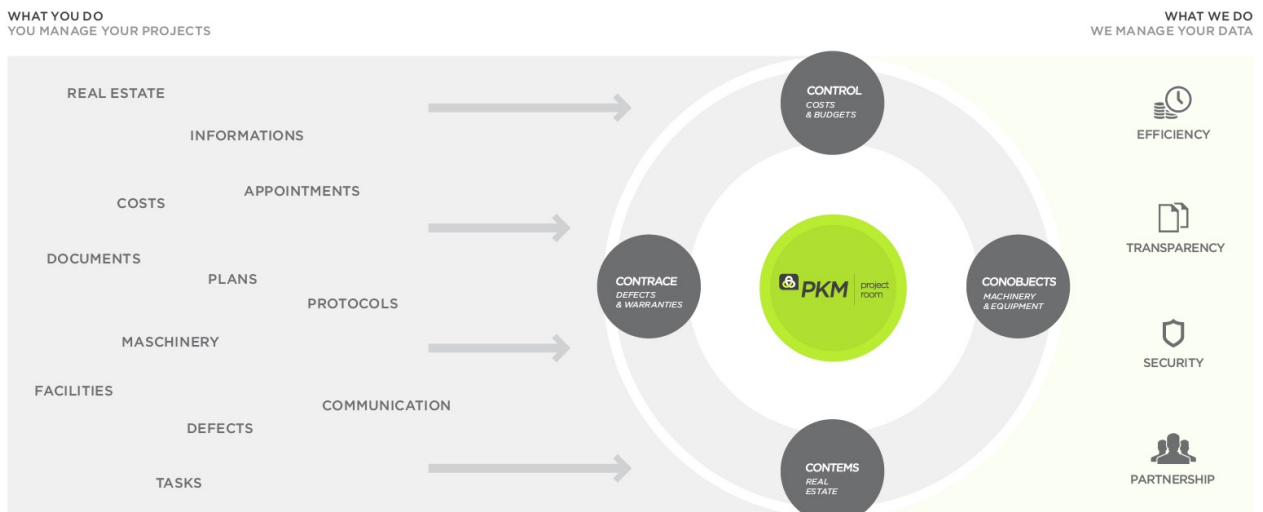 WHAT YOU DO
YOU MANAGE YOUR PROJECTS
WHAT WE DO
WE MANAGE YOUR DATA
REAL ESTATE
INFORMATIONS
APPOINTMENTS
COSTS
DOCUMENTS
PLANS
PROTOCOLS
MASCHINERY
FACILITIES
COMMUNICATION
DEFECTS
TASKS
CONTROL
COSTS
& BUDGETS
CONTRACE
DEFECTS
& WARRANTIES
PKM project
room
CONOBJECTS
MACHINERY
& EQUIPMENT
CONTEMS
REAL
ESTATE
EFFICIENCY
TRANSPARENCY
SECURITY
PARTNERSHIP